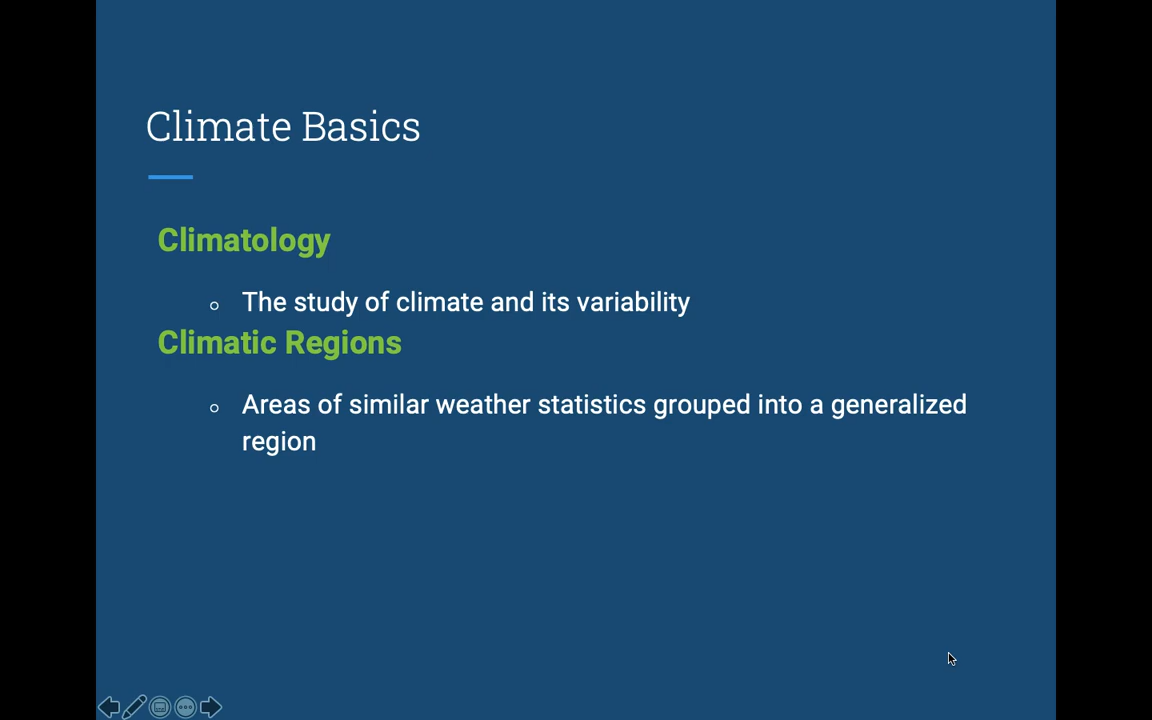 Climate Basics
Climatology
The study of climate and its variability
Climatic Regions
Areas of similar weather statistics grouped into a generalized
region